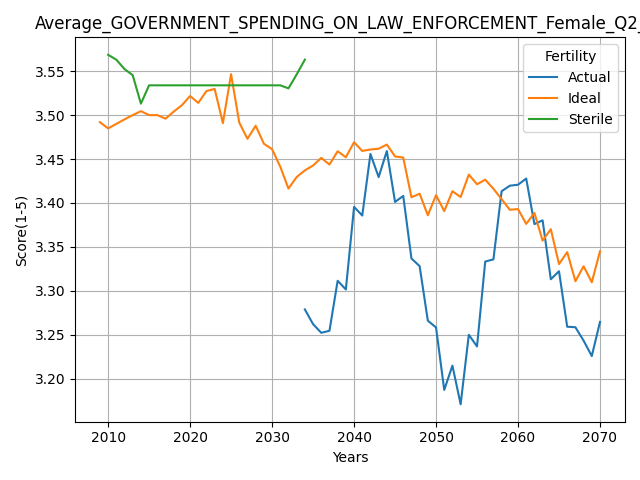 Average_GOVERNMENT_SPENDING_ON_LAW_ENFORCEMENT_Female_Q2_
Fertility
Actual
Ideal
Sterile
Score(1-5)
3.55
3.50
3.45
3.40
3.35
3.30
3.25
3.20
2010 2020 2030 2040 2050 2060 2070
Years